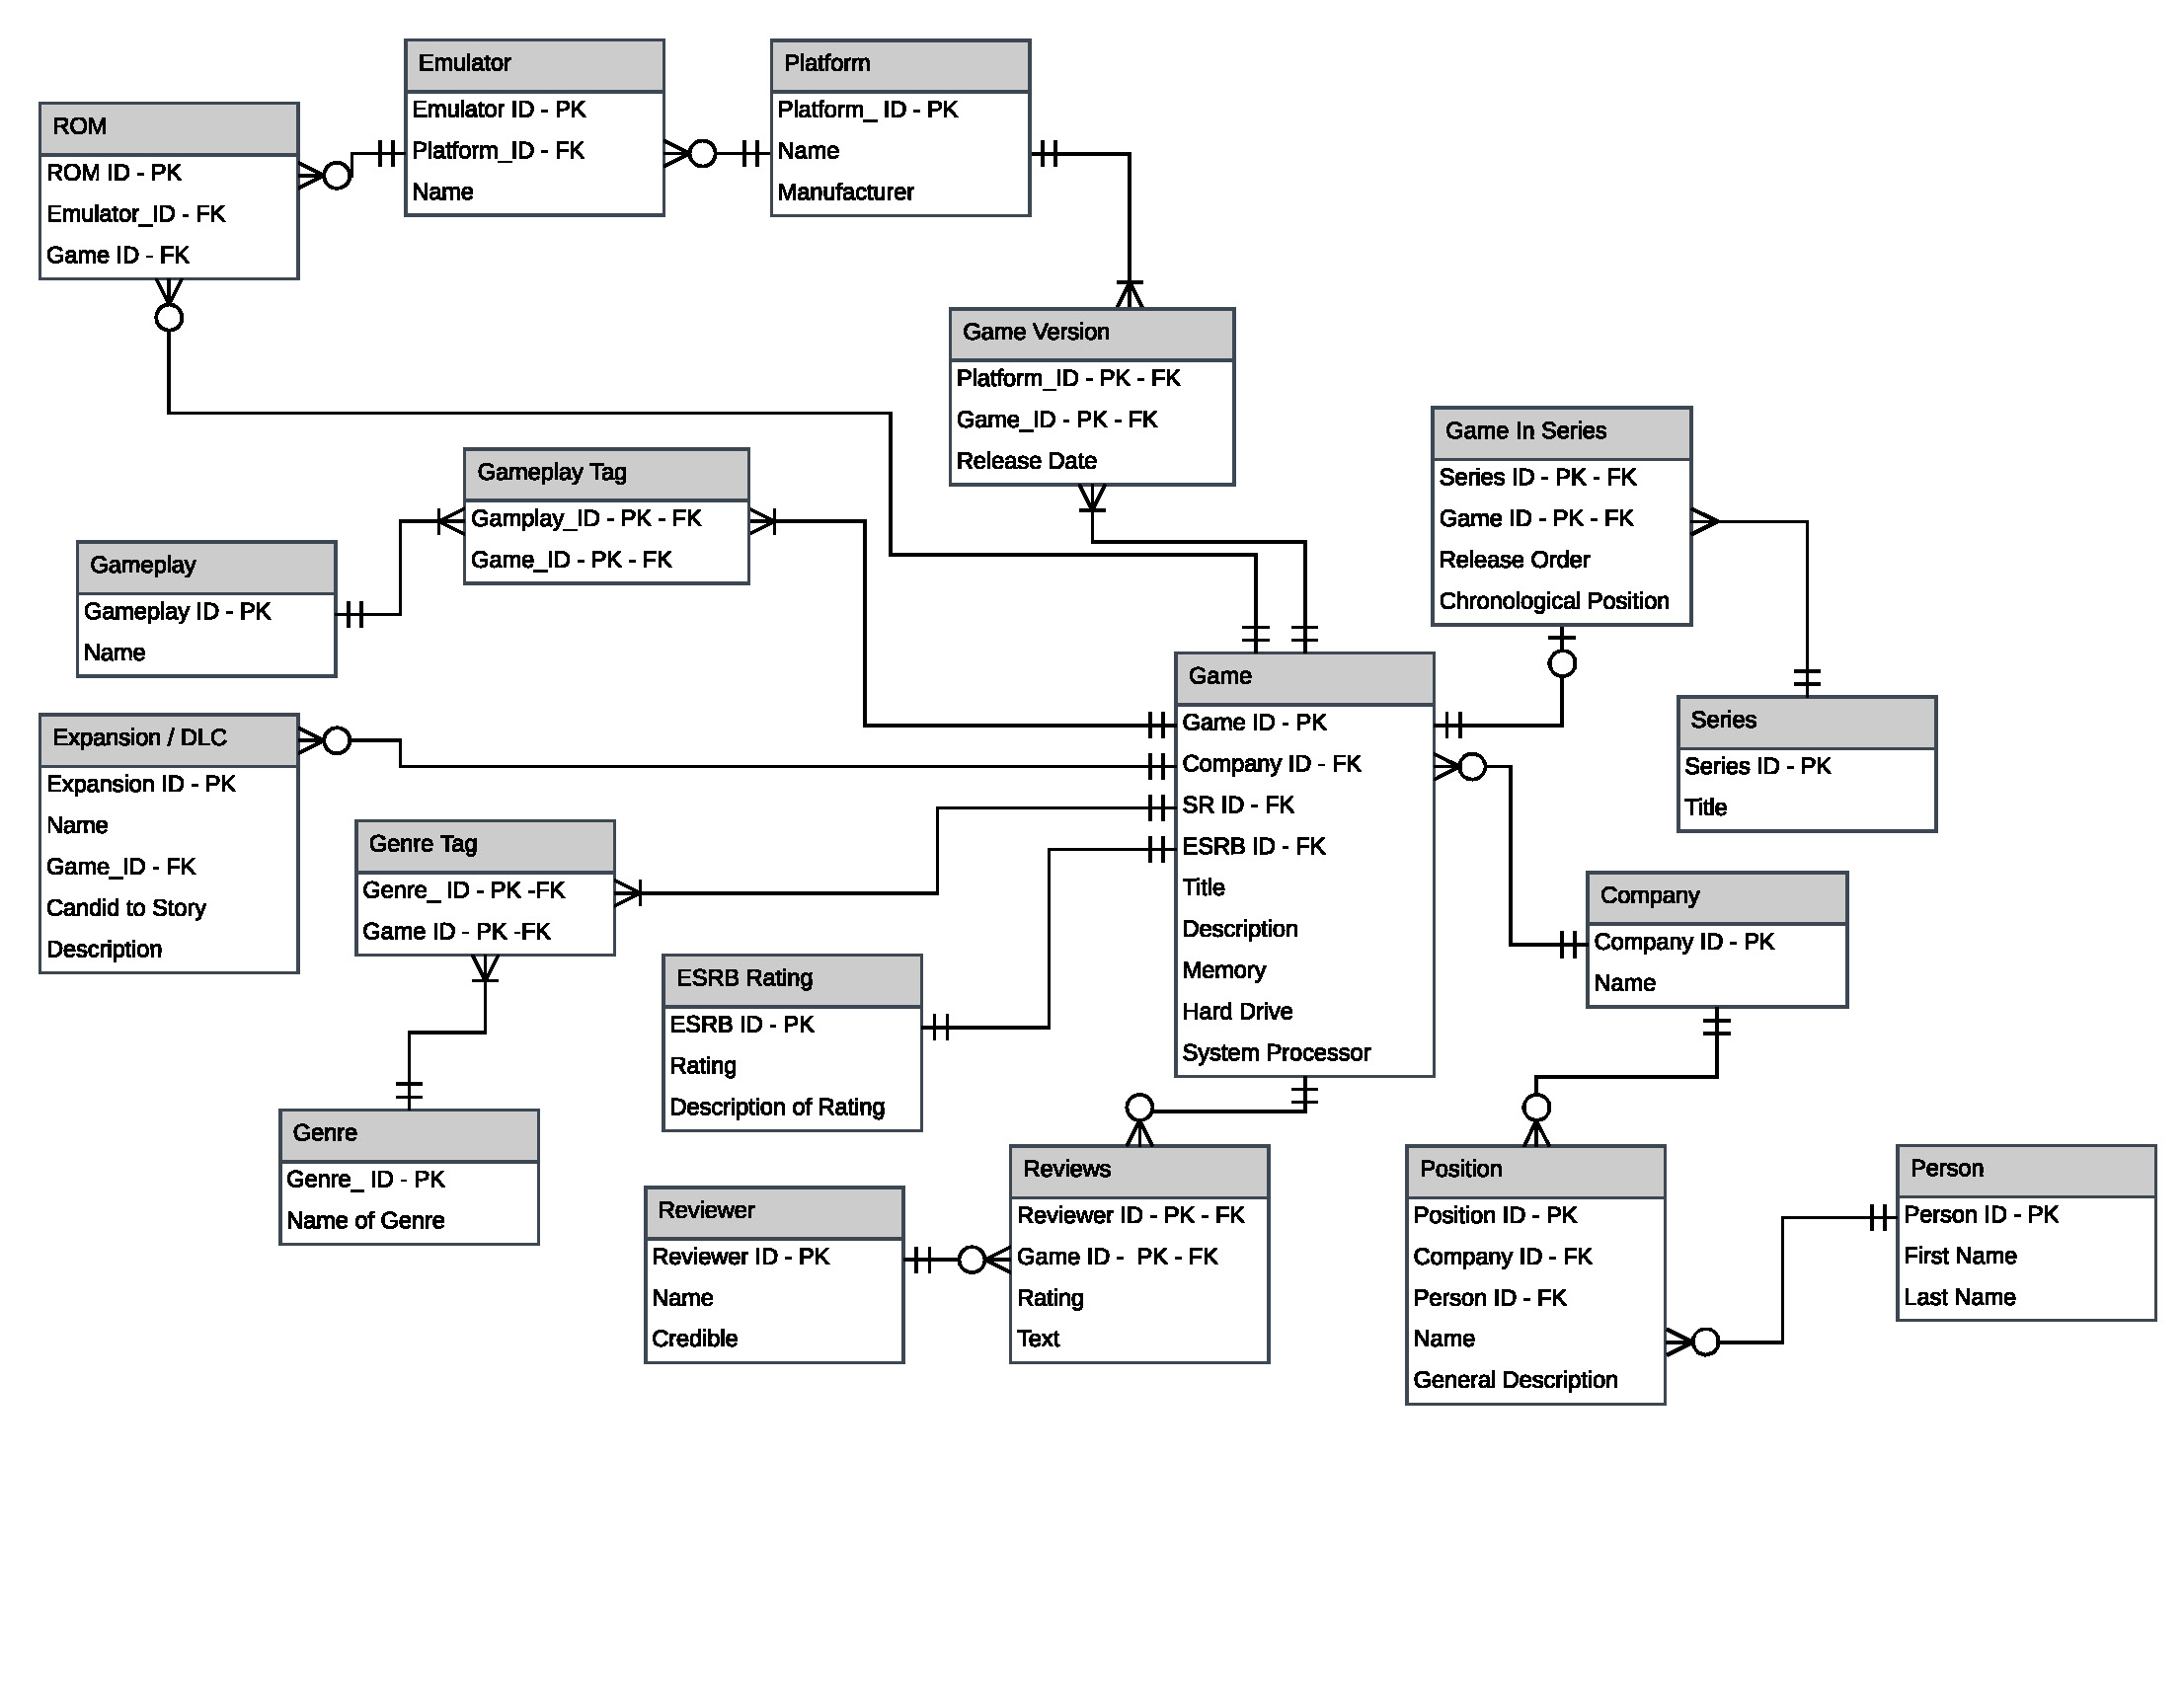 Emulator
Emulator ID - PK
Platform_ID - FK
Name
Platform
Platform_ ID - PK
Name
Manufacturer
ROM
ROM ID - PK
Emulator_ID - FK
Game ID - FK
Game Version
Platform_ID - PK - FK
Game_ID - PK - FK
Release Date
Game In Series
Series ID - PK - FK
Game ID - PK - FK
Release Order
Chronological Position
Gameplay Tag
Gamplay_ID - PK - FK
Game_ID - PK - FK
Gameplay
Gameplay ID - PK
Name
Game
Game ID - PK
Company ID - FK
SR ID - FK
ESRB ID - FK
Title
Description
Memory
Hard Drive
System Processor
Series
Series ID - PK
Title
Expansion / DLC
Expansion ID - PK
Name
Game_ID - FK
Candid to Story
Description
Genre Tag
Genre_ ID - PK -FK
Game ID - PK -FK
Company
Company ID - PK
Name
ESRB Rating
ESRB ID - PK
Rating
Description of Rating
Genre
Genre_ ID - PK
Name of Genre
Reviewer
Reviewer ID - PK
Name
Credible
Reviews
Reviewer ID - PK - FK
Game ID -  PK - FK
Rating
Text
Position
Position ID - PK
Company ID - FK
Person ID - FK
Name
General Description
Person
Person ID - PK
First Name
Last Name